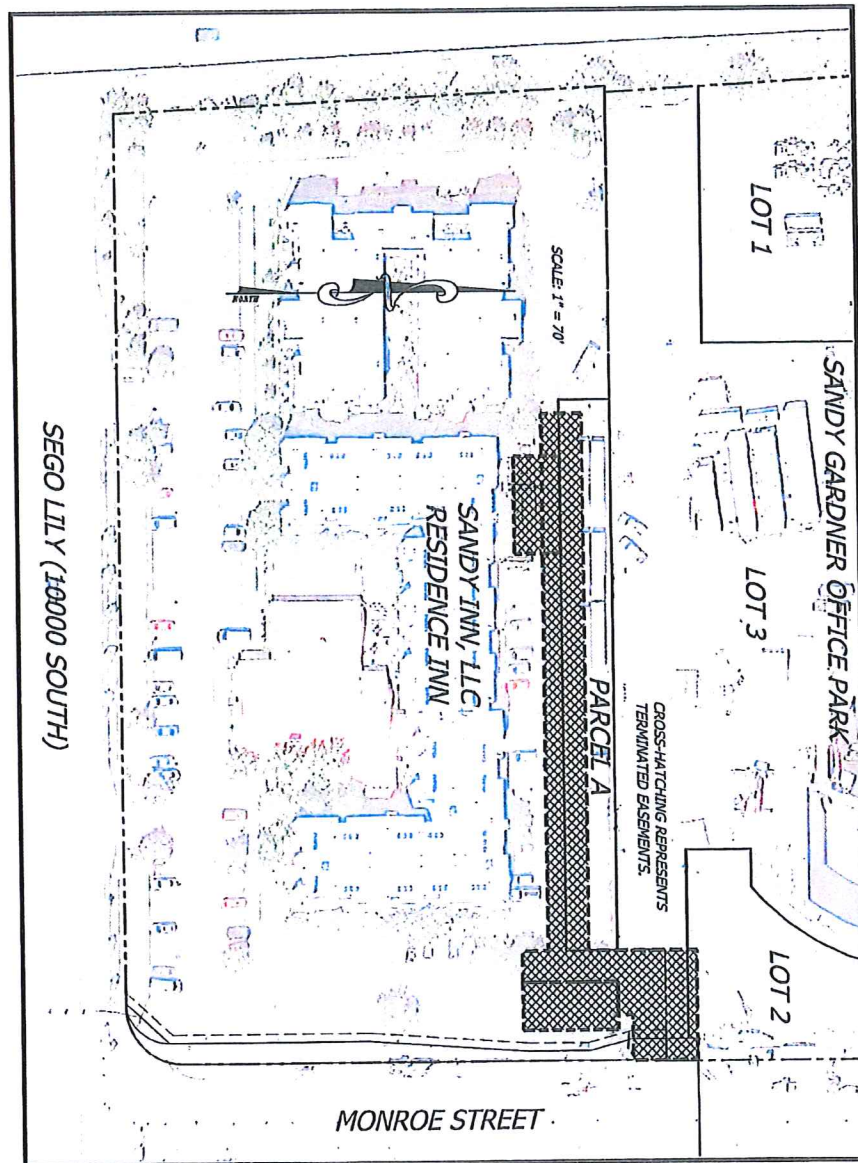 LOT 1
SANDY GARDNER OFFICE PARK
LOT 3
LOT 2
SCALE: 1" = 70'
NORTH
CROSS-HATCHING REPRESENTS
TERMINATED EASEMENTS.
PARCEL A
SANDY INN, LLC
RESIDENCE INN
SEGO LILY (10000 SOUTH)
MONROE STREET